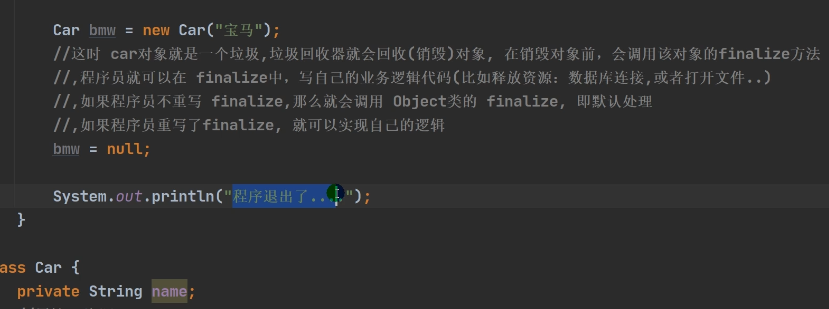 Car bmw = new Car("宝马");
//这时 car对象就是一个垃圾,垃圾回收器就会回收(销毁)对象, 在销毁对象前，会调用该对象的finalize方法
//,程序员就可以在 finalize中，写自己的业务逻辑代码(比如释放资源：数据库连接,或者打开文件..)
//,如果程序员不重写 finalize,那么就会调用 Object类的 finalize, 即默认处理
//,如果程序员重写了finalize, 就可以实现自己的逻辑
bmw = null;
System.out.println("程序退出了....");
}
ass Car {
private String name;